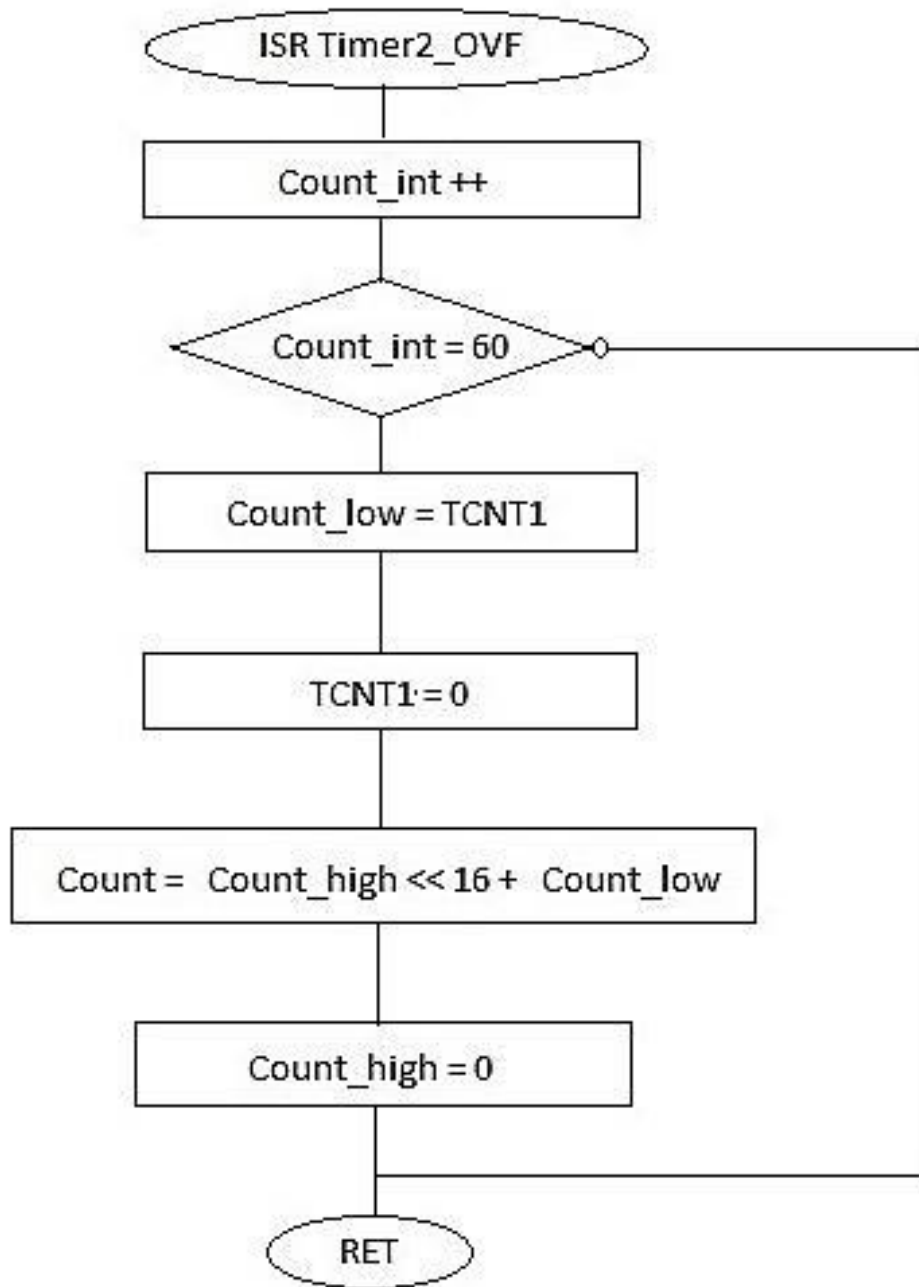 ISR Timer2_OVF
Count_int ++
Count_int = 60
Count_low = TCNT1
TCNT1 = 0
Count = Count_high << 16 + Count_low
Count_high = 0
RET